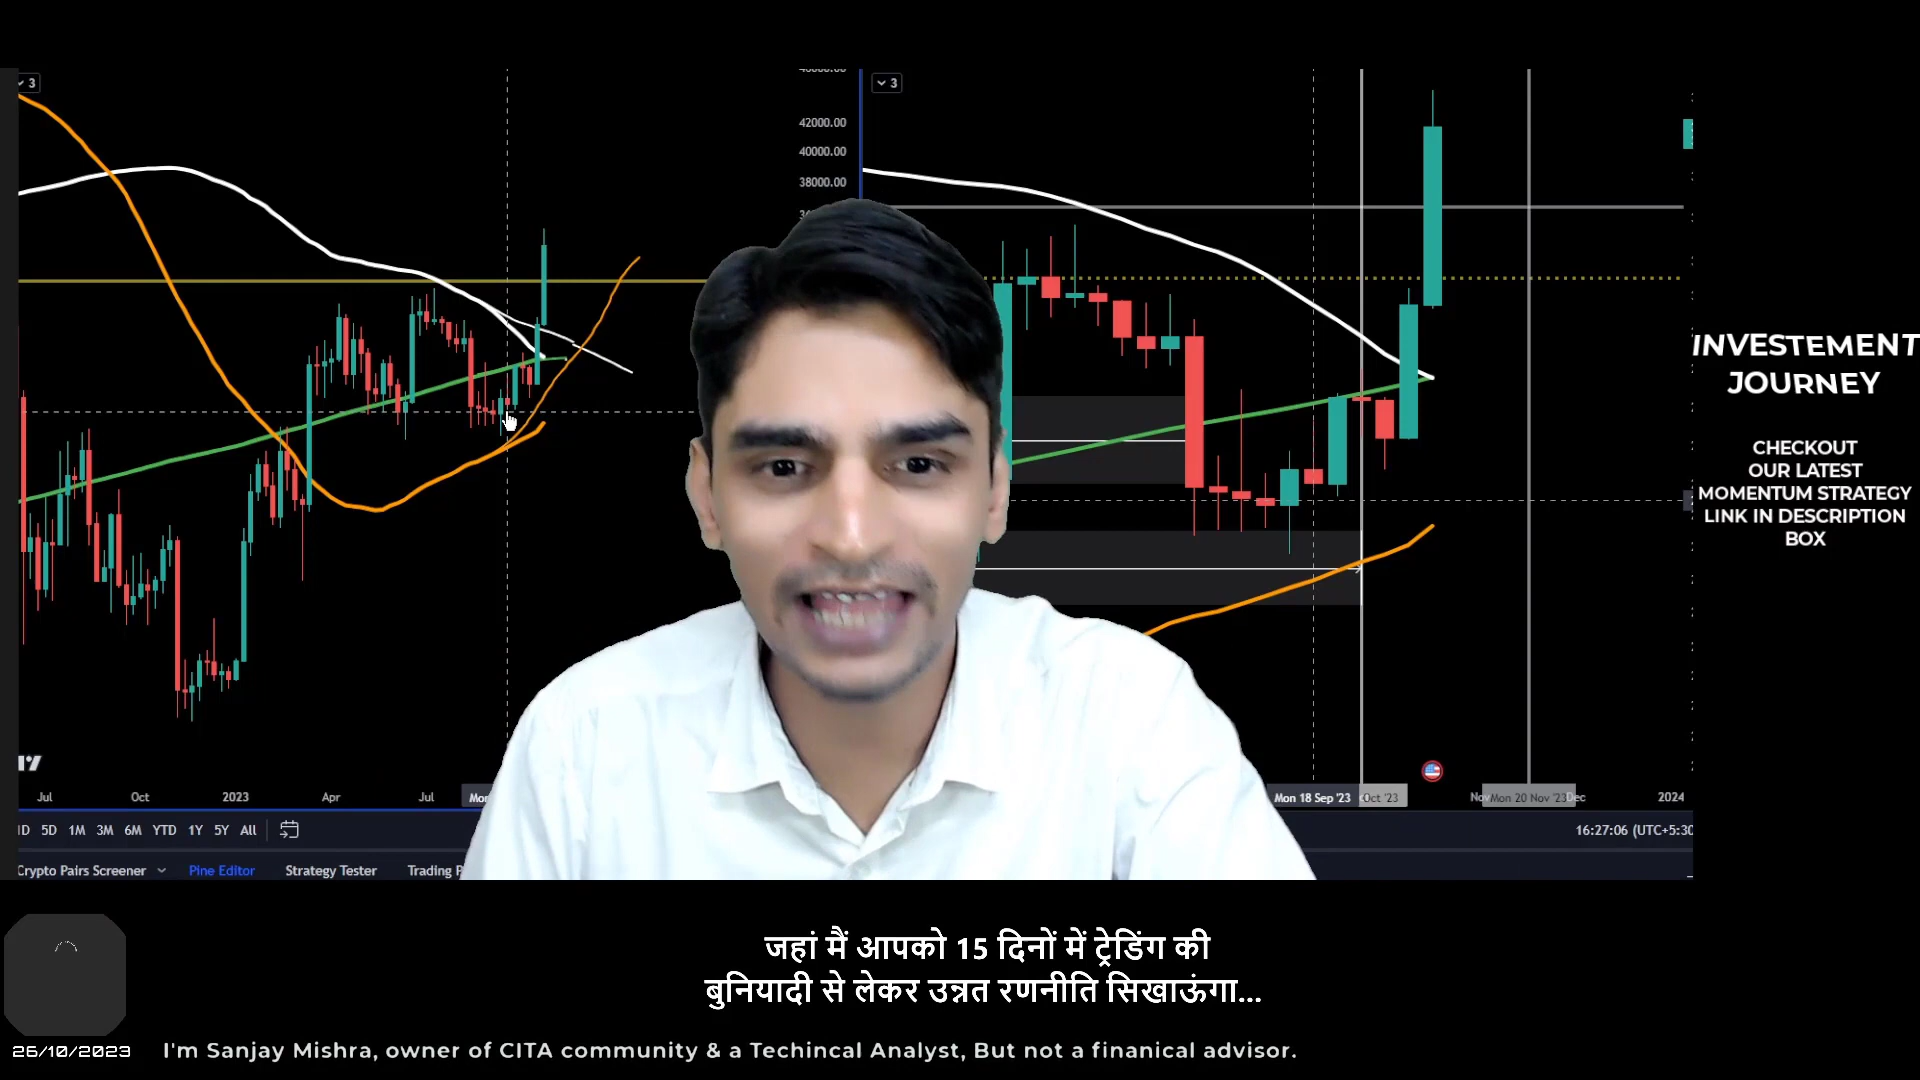 3
3
42000.00
40000.00
38000.00
INVESTEMENT
JOURNEY
CHECKOUT
OUR LATEST
MOMENTUM STRATEGY
LINK IN DESCRIPTION
BOX
Jul Oct 2023 Apr Jul
Mon 18 Sep '23 Oct '23 Mon 20 Nov '23 Dec 2024
5D 1M 3M 6M YTD 1Y 5Y All
16:27:06 (UTC+5:30
Crypto Pairs Screener Pine Editor Strategy Tester Trading
जहां मैं आपको 15 दिनों में ट्रेडिंग की
बुनियादी से लेकर उन्नत रणनीति सिखाऊंगा...
26/10/2023 I'm Sanjay Mishra, owner of CITA community & a Techincal Analyst, But not a finanical advisor.